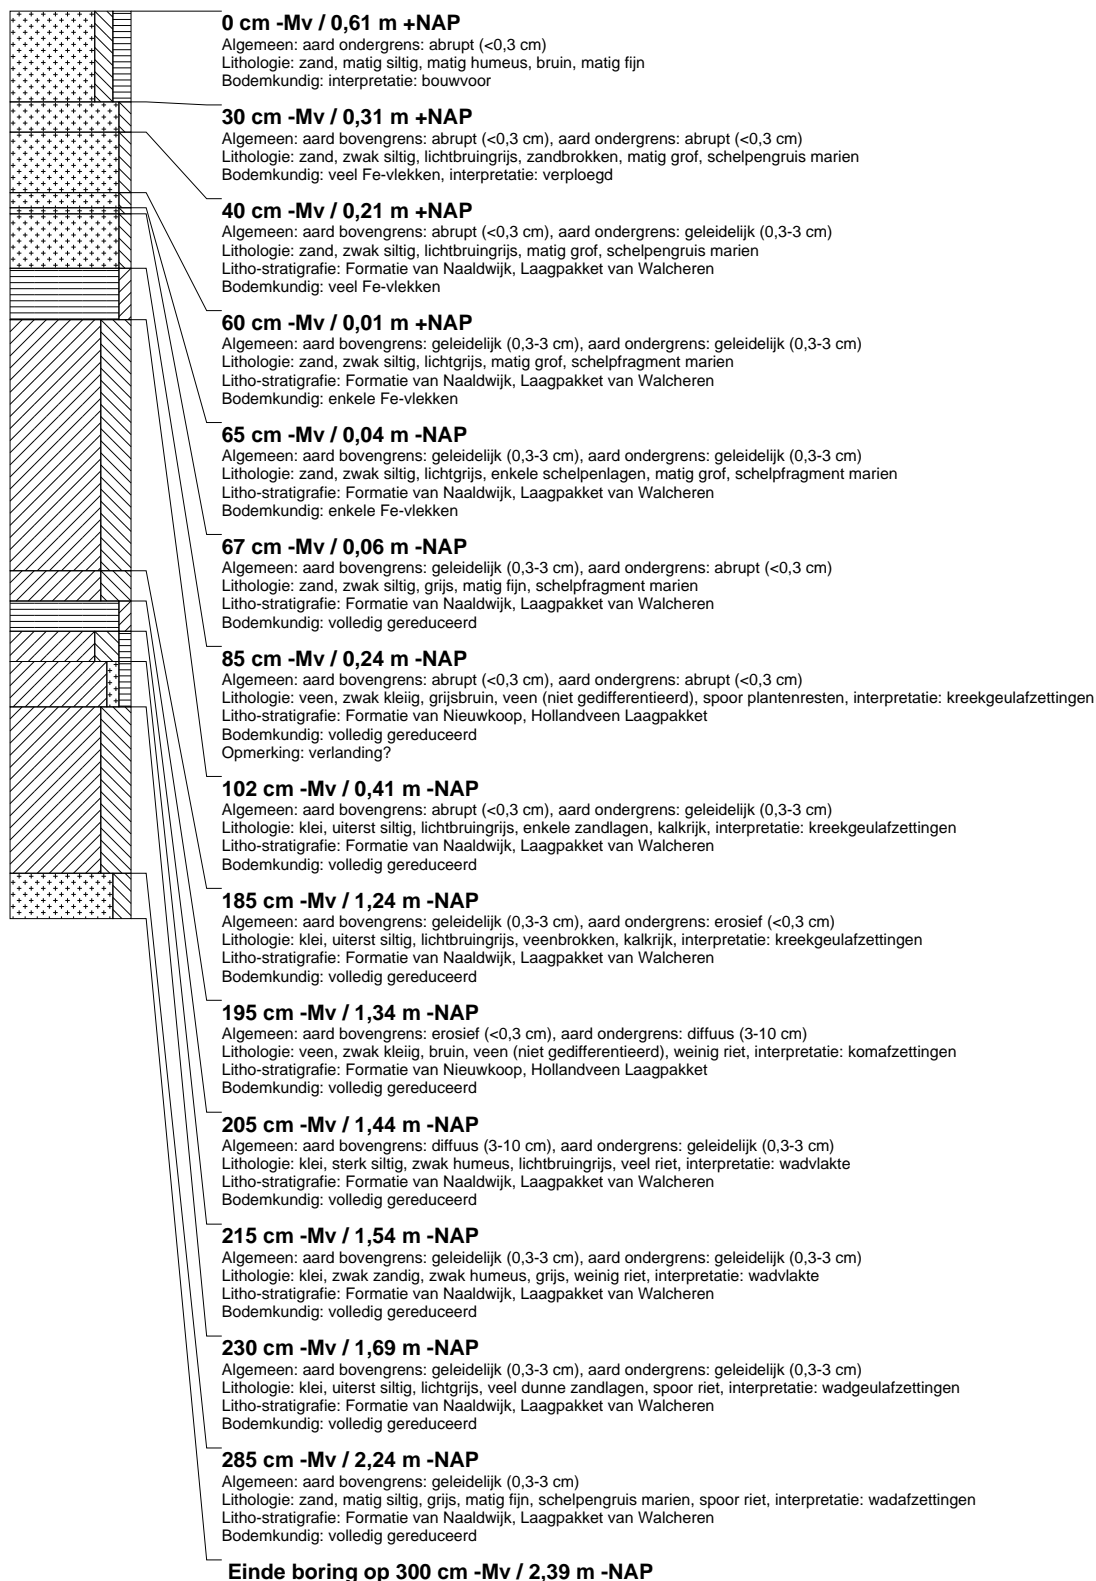 0 cm -Mv / 0,61 m +NAP
Algemeen: aard ondergrens: abrupt (<0,3 cm)
Lithologie: zand, matig siltig, matig humeus, bruin, matig fijn
Bodemkundig: interpretatie: bouwvoor
30 cm -Mv / 0,31 m +NAP
Algemeen: aard bovengrens: abrupt (<0,3 cm), aard ondergrens: abrupt (<0,3 cm)
Lithologie: zand, zwak siltig, lichtbruingrijs, zandbrokken, matig grof, schelpengruis marien
Bodemkundig: veel Fe-vlekken, interpretatie: verploegd
40 cm -Mv / 0,21 m +NAP
Algemeen: aard bovengrens: abrupt (<0,3 cm), aard ondergrens: geleidelijk (0,3-3 cm)
Lithologie: zand, zwak siltig, lichtbruingrijs, matig grof, schelpengruis marien
Litho-stratigrafie: Formatie van Naaldwijk, Laagpakket van Walcheren
Bodemkundig: veel Fe-vlekken
60 cm -Mv / 0,01 m +NAP
Algemeen: aard bovengrens: geleidelijk (0,3-3 cm), aard ondergrens: geleidelijk (0,3-3 cm)
Lithologie: zand, zwak siltig, lichtgrijs, matig grof, schelpfragment marien
Litho-stratigrafie: Formatie van Naaldwijk, Laagpakket van Walcheren
Bodemkundig: enkele Fe-vlekken
65 cm -Mv / 0,04 m -NAP
Algemeen: aard bovengrens: geleidelijk (0,3-3 cm), aard ondergrens: geleidelijk (0,3-3 cm)
Lithologie: zand, zwak siltig, lichtgrijs, enkele schelpenlagen, matig grof, schelpfragment marien
Litho-stratigrafie: Formatie van Naaldwijk, Laagpakket van Walcheren
Bodemkundig: enkele Fe-vlekken
67 cm -Mv / 0,06 m -NAP
Algemeen: aard bovengrens: geleidelijk (0,3-3 cm), aard ondergrens: abrupt (<0,3 cm)
Lithologie: zand, zwak siltig, grijs, matig fijn, schelpfragment marien
Litho-stratigrafie: Formatie van Naaldwijk, Laagpakket van Walcheren
Bodemkundig: volledig gereduceerd
85 cm -Mv / 0,24 m -NAP
Algemeen: aard bovengrens: abrupt (<0,3 cm), aard ondergrens: abrupt (<0,3 cm)
Lithologie: veen, zwak kleiig, grijsbruin, veen (niet gedifferentieerd), spoor plantenresten, interpretatie: kreekgeulafzettingen
Litho-stratigrafie: Formatie van Nieuwkoop, Hollandveen Laagpakket
Bodemkundig: volledig gereduceerd
Opmerking: verlanding?
102 cm -Mv / 0,41 m -NAP
Algemeen: aard bovengrens: abrupt (<0,3 cm), aard ondergrens: geleidelijk (0,3-3 cm)
Lithologie: klei, uiterst siltig, lichtbruingrijs, enkele zandlagen, kalkrijk, interpretatie: kreekgeulafzettingen
Litho-stratigrafie: Formatie van Naaldwijk, Laagpakket van Walcheren
Bodemkundig: volledig gereduceerd
185 cm -Mv / 1,24 m -NAP
Algemeen: aard bovengrens: geleidelijk (0,3-3 cm), aard ondergrens: erosief (<0,3 cm)
Lithologie: klei, uiterst siltig, lichtbruingrijs, veenbrokken, kalkrijk, interpretatie: kreekgeulafzettingen
Litho-stratigrafie: Formatie van Naaldwijk, Laagpakket van Walcheren
Bodemkundig: volledig gereduceerd
195 cm -Mv / 1,34 m -NAP
Algemeen: aard bovengrens: erosief (<0,3 cm), aard ondergrens: diffuus (3-10 cm)
Lithologie: veen, zwak kleiig, bruin, veen (niet gedifferentieerd), weinig riet, interpretatie: komafzettingen
Litho-stratigrafie: Formatie van Nieuwkoop, Hollandveen Laagpakket
Bodemkundig: volledig gereduceerd
205 cm -Mv / 1,44 m -NAP
Algemeen: aard bovengrens: diffuus (3-10 cm), aard ondergrens: geleidelijk (0,3-3 cm)
Lithologie: klei, sterk siltig, zwak humeus, lichtbruingrijs, veel riet, interpretatie: wadvlakte
Litho-stratigrafie: Formatie van Naaldwijk, Laagpakket van Walcheren
Bodemkundig: volledig gereduceerd
215 cm -Mv / 1,54 m -NAP
Algemeen: aard bovengrens: geleidelijk (0,3-3 cm), aard ondergrens: geleidelijk (0,3-3 cm)
Lithologie: klei, zwak zandig, zwak humeus, grijs, weinig riet, interpretatie: wadvlakte
Litho-stratigrafie: Formatie van Naaldwijk, Laagpakket van Walcheren
Bodemkundig: volledig gereduceerd
230 cm -Mv / 1,69 m -NAP
Algemeen: aard bovengrens: geleidelijk (0,3-3 cm), aard ondergrens: geleidelijk (0,3-3 cm)
Lithologie: klei, uiterst siltig, lichtgrijs, veel dunne zandlagen, spoor riet, interpretatie: wadgeulafzettingen
Litho-stratigrafie: Formatie van Naaldwijk, Laagpakket van Walcheren
Bodemkundig: volledig gereduceerd
285 cm -Mv / 2,24 m -NAP
Algemeen: aard bovengrens: geleidelijk (0,3-3 cm)
Lithologie: zand, matig siltig, grijs, matig fijn, schelpengruis marien, spoor riet, interpretatie: wadafzettingen
Litho-stratigrafie: Formatie van Naaldwijk, Laagpakket van Walcheren
Bodemkundig: volledig gereduceerd
Einde boring op 300 cm -Mv / 2,39 m -NAP